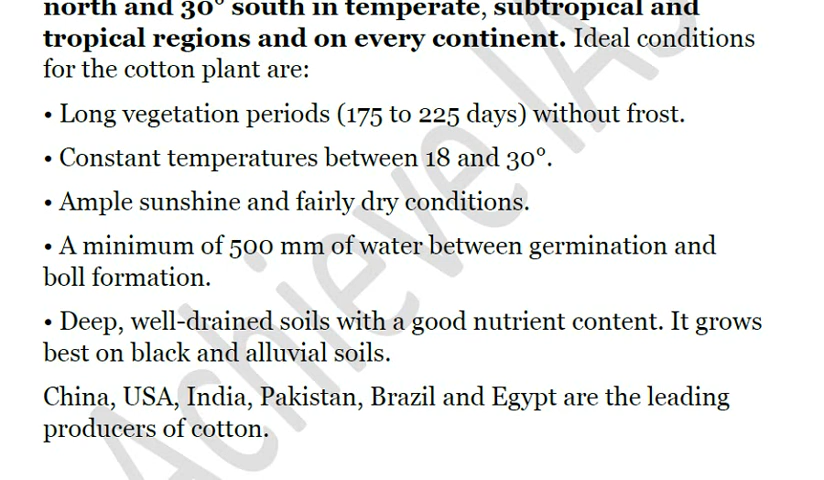 north and 30° south in temperate, subtropical and
tropical regions and on every continent. Ideal conditions
for the cotton plant are:
• Long vegetation periods (175 to 225 days) without frost.
• Constant temperatures between 18 and 30°.
• Ample sunshine and fairly dry conditions.
• A minimum of 500 mm of water between germination and
boll formation.
• Deep, well-drained soils with a good nutrient content. It grows
best on black and alluvial soils.
China, USA, India, Pakistan, Brazil and Egypt are the leading
producers of cotton.
Achieve IAS